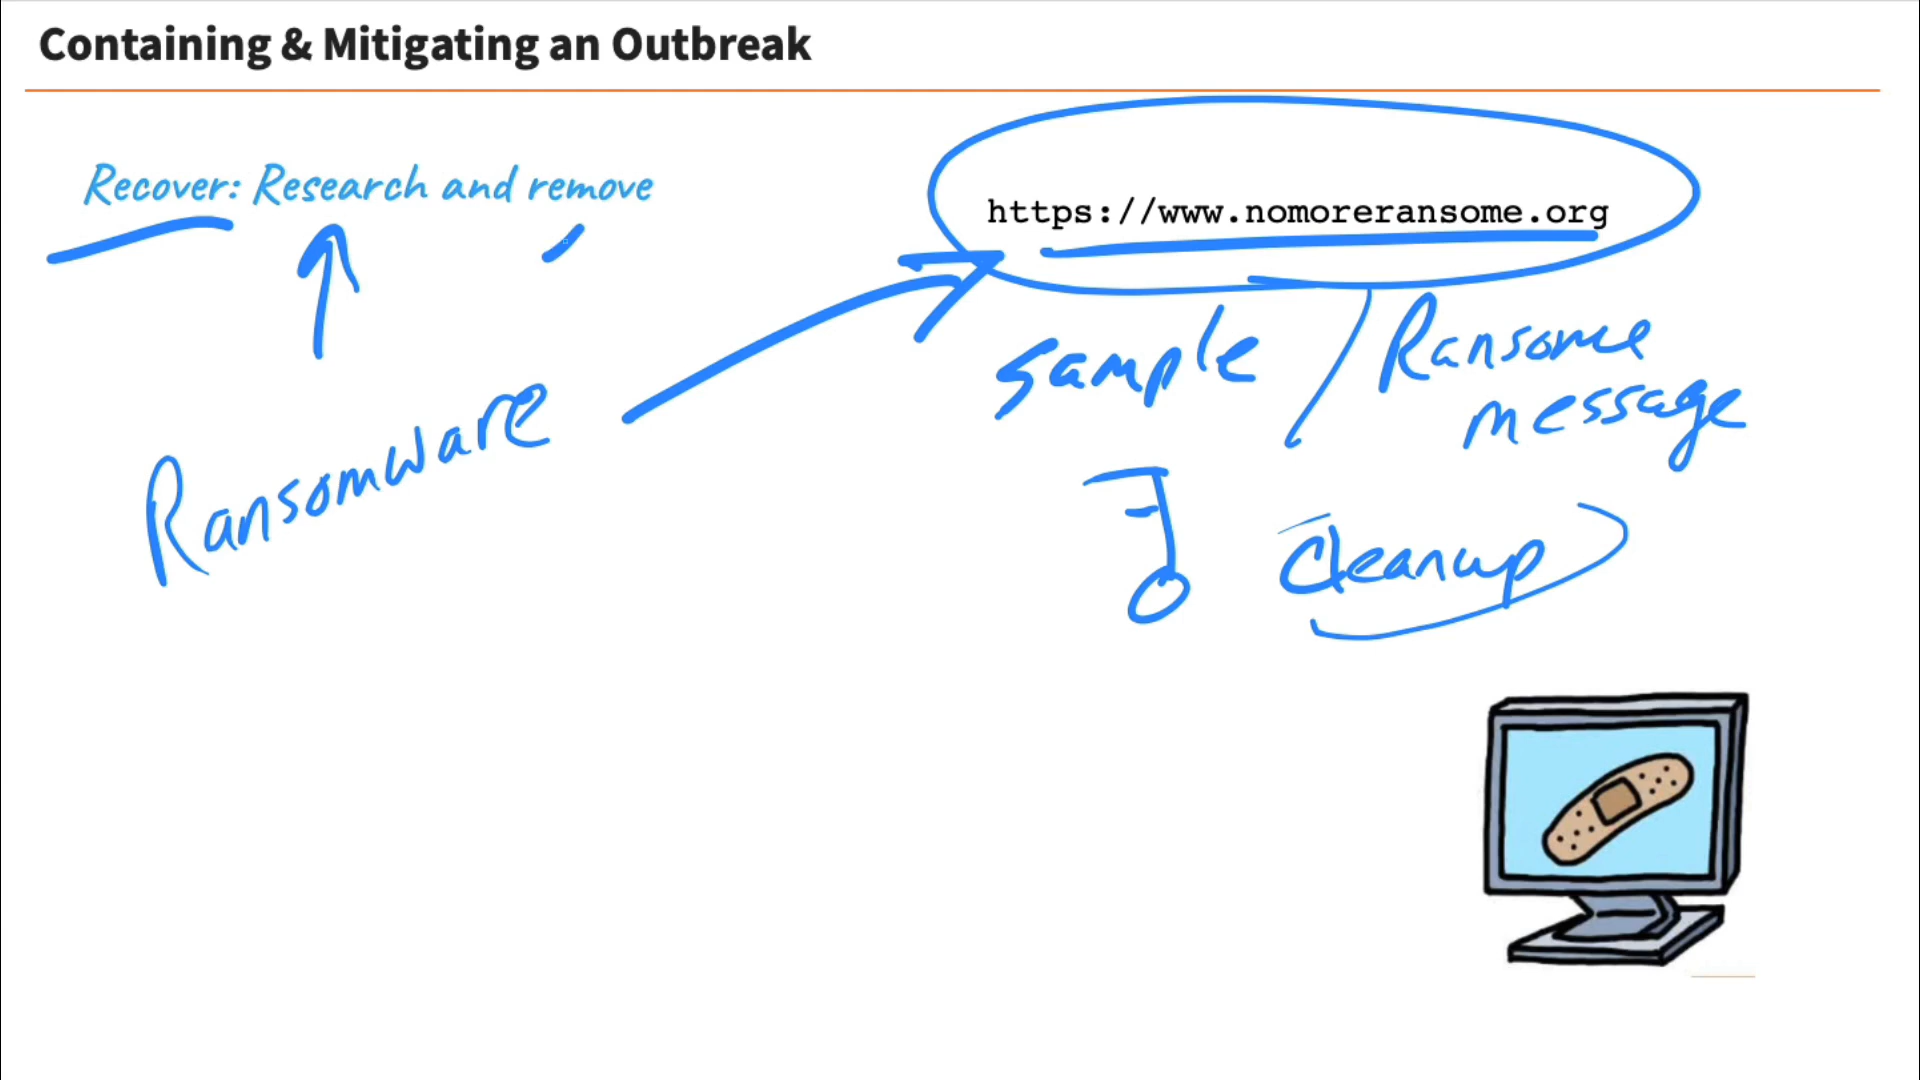 Containing & Mitigating an Outbreak
Recover: Research and remove
https://www.nomoreransome.org
sample / Ransome
message
Ransomware
Cleanup